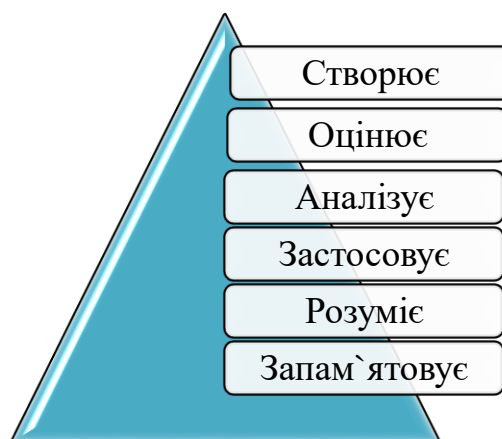 Створює
Оцінює
Аналізує
Застосовує
Розуміє
Запам`ятовує